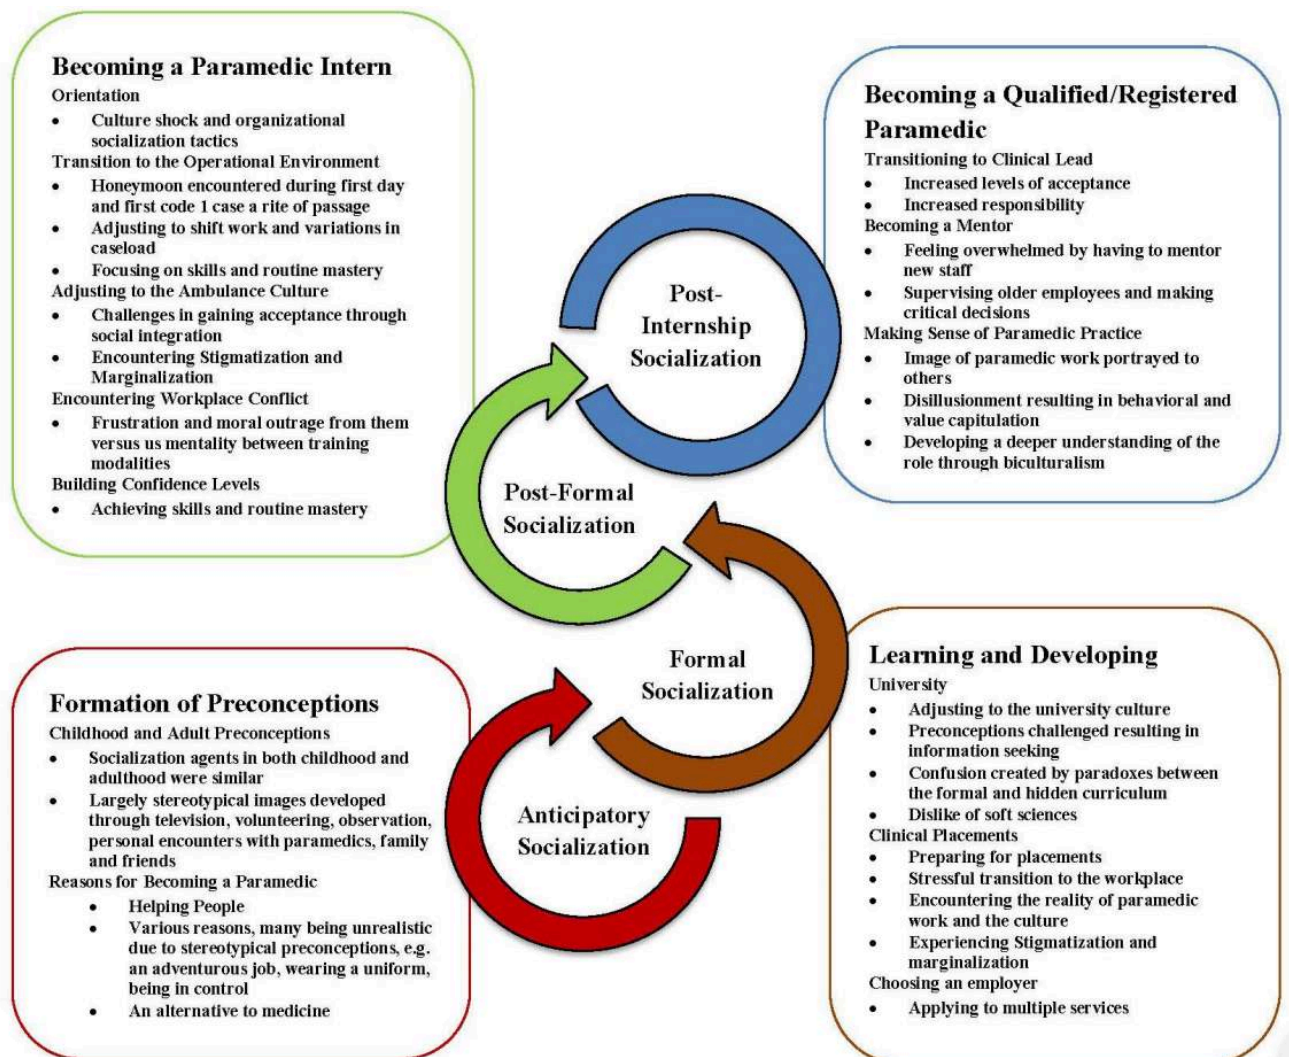 Becoming a Paramedic Intern
Orientation
• Culture shock and organizational
socialization tactics
Transition to the Operational Environment
• Honeymoon encountered during first day
and first code 1 case a rite of passage
• Adjusting to shift work and variations in
caseload
• Focusing on skills and routine mastery
Adjusting to the Ambulance Culture
• Challenges in gaining acceptance through
social integration
• Encountering Stigmatization and
Marginalization
Encountering Workplace Conflict
• Frustration and moral outrage from them
versus us mentality between training
modalities
Building Confidence Levels
• Achieving skills and routine mastery
Becoming a Qualified/Registered
Paramedic
Transitioning to Clinical Lead
• Increased levels of acceptance
• Increased responsibility
Becoming a Mentor
• Feeling overwhelmed by having to mentor
new staff
• Supervising older employees and making
critical decisions
Making Sense of Paramedic Practice
• Image of paramedic work portrayed to
others
• Disillusionment resulting in behavioral and
value capitulation
• Developing a deeper understanding of the
role through biculturalism
Post-
Internship
Socialization
Post-Formal
Socialization
Formal
Socialization
Anticipatory
Socialization
Formation of Preconceptions
Childhood and Adult Preconceptions
• Socialization agents in both childhood and
adulthood were similar
• Largely stereotypical images developed
through television, volunteering, observation,
personal encounters with paramedics, family
and friends
Reasons for Becoming a Paramedic
• Helping People
• Various reasons, many being unrealistic
due to stereotypical preconceptions, e.g.
an adventurous job, wearing a uniform,
being in control
• An alternative to medicine
Learning and Developing
University
• Adjusting to the university culture
• Preconceptions challenged resulting in
information seeking
• Confusion created by paradoxes between
the formal and hidden curriculum
• Dislike of soft sciences
Clinical Placements
• Preparing for placements
• Stressful transition to the workplace
• Encountering the reality of paramedic
work and the culture
• Experiencing Stigmatization and
marginalization
Choosing an employer
• Applying to multiple services